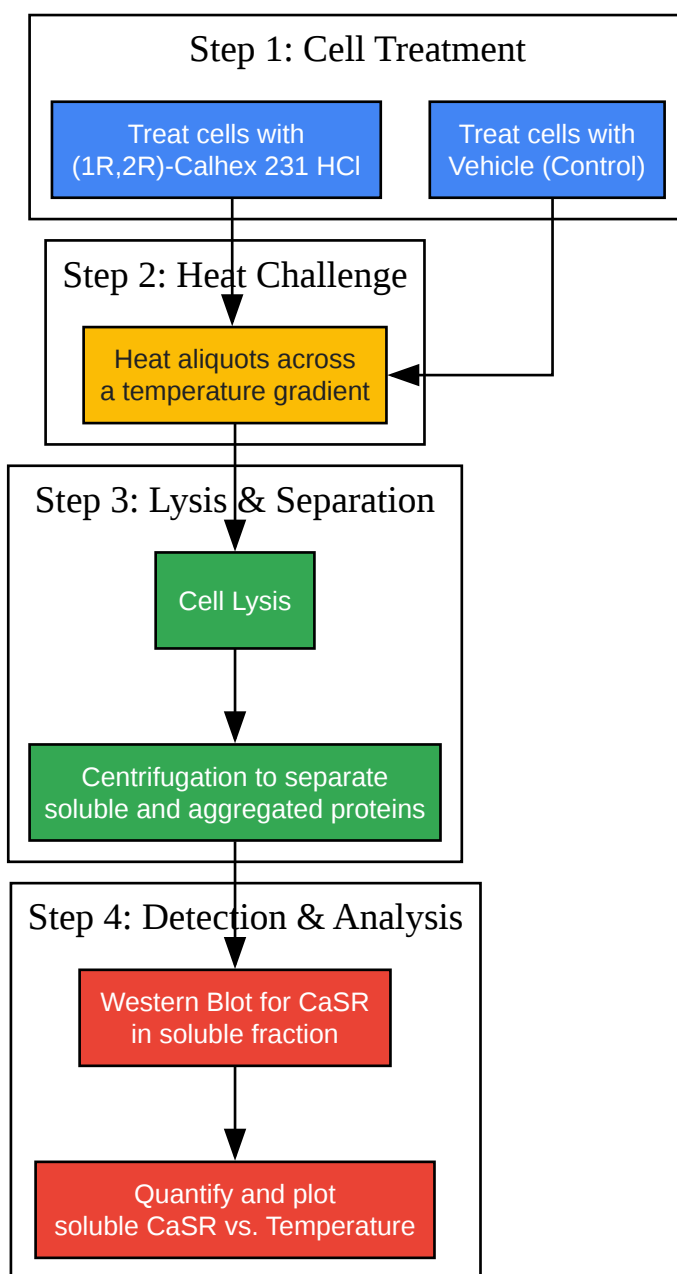 Step 1: Cell Treatment
Treat cells with
(1R,2R)-Calhex 231 HCl
Treat cells with
Vehicle (Control)
Step 2: Heat Challenge
Heat aliquots across
a temperature gradient
Step 3: Lysis & Separation
Cell Lysis
Centrifugation to separate
soluble and aggregated proteins
Step 4: Detection & Analysis
Western Blot for CaSR
in soluble fraction
Quantify and plot
soluble CaSR vs. Temperature